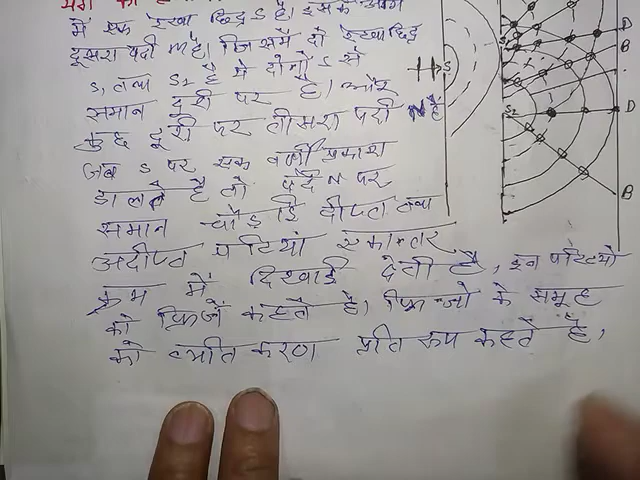 में एक रेखा छिद्र S है। इसके आगे
दूसरा पर्दा M है। जिसमें दो रेखा छिद्र
S₁ तथा S₂ है ये दोनों S से
समान दूरी पर है। और
कुछ दूरी पर तीसरा पर्दा N है
जब S पर एक वर्णी प्रकाश
डालते है तो पर्दे N पर
समान चौड़ाई दीप्त तथा
अदीप्त पटियां एकान्तर
क्रम में दिखाई देती है, इन पटियो
को फ्रिजें कहते है, फ्रिन्जो के समूह
को व्यति करण प्रति रूप कहते है,
S
S₂
D
B
D
B